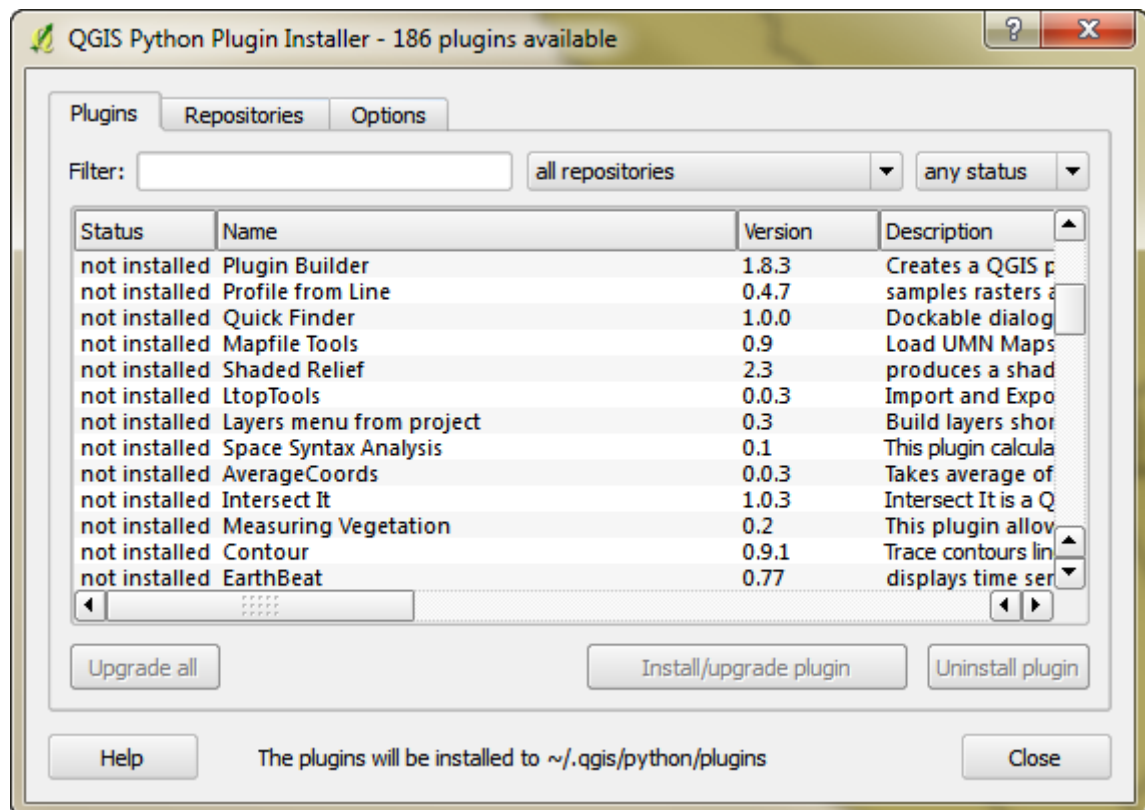 QGIS Python Plugin Installer - 186 plugins available
Plugins Repositories Options
Filter: all repositories any status
Status Name Version Description
not installed Plugin Builder 1.8.3 Creates a QGIS p
not installed Profile from Line 0.4.7 samples rasters a
not installed Quick Finder 1.0.0 Dockable dialog
not installed Mapfile Tools 0.9 Load UMN Maps
not installed Shaded Relief 2.3 produces a shad
not installed LtopTools 0.0.3 Import and Expo
not installed Layers menu from project 0.3 Build layers shor
not installed Space Syntax Analysis 0.1 This plugin calcula
not installed AverageCoords 0.0.3 Takes average of
not installed Intersect It 1.0.3 Intersect It is a Q
not installed Measuring Vegetation 0.2 This plugin allow
not installed Contour 0.9.1 Trace contours lin
not installed EarthBeat 0.77 displays time ser
Upgrade all Install/upgrade plugin Uninstall plugin
Help The plugins will be installed to ~/.qgis/python/plugins Close